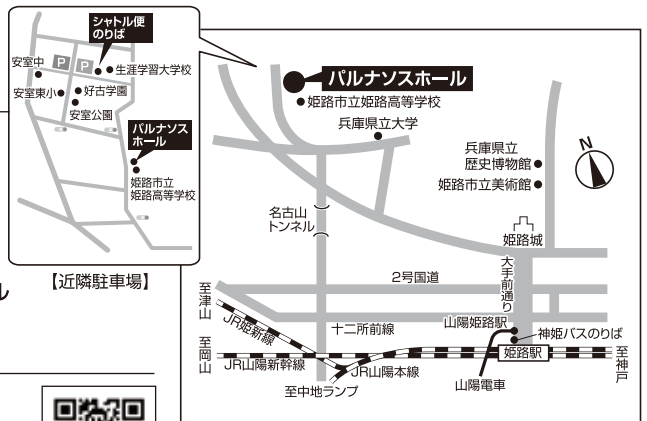 シャトル便
のりば
安室中
P
P
生涯学習大学校
安室東小
好古学園
安室公園
パルナソス
ホール
姫路市立
姫路高等学校
【近隣駐車場】
ル
パルナソスホール
姫路市立姫路高等学校
兵庫県立大学
兵庫県立
歴史博物館
姫路市立美術館
N
名古山
トンネル
姫路城
大手前通り
2号国道
至津山
JR姫新線
十二所前線
山陽姫路駅
神姫バスのりば
至岡山
姫路駅
至神戸
JR山陽新幹線
JR山陽本線
山陽電車
至中地ランプ